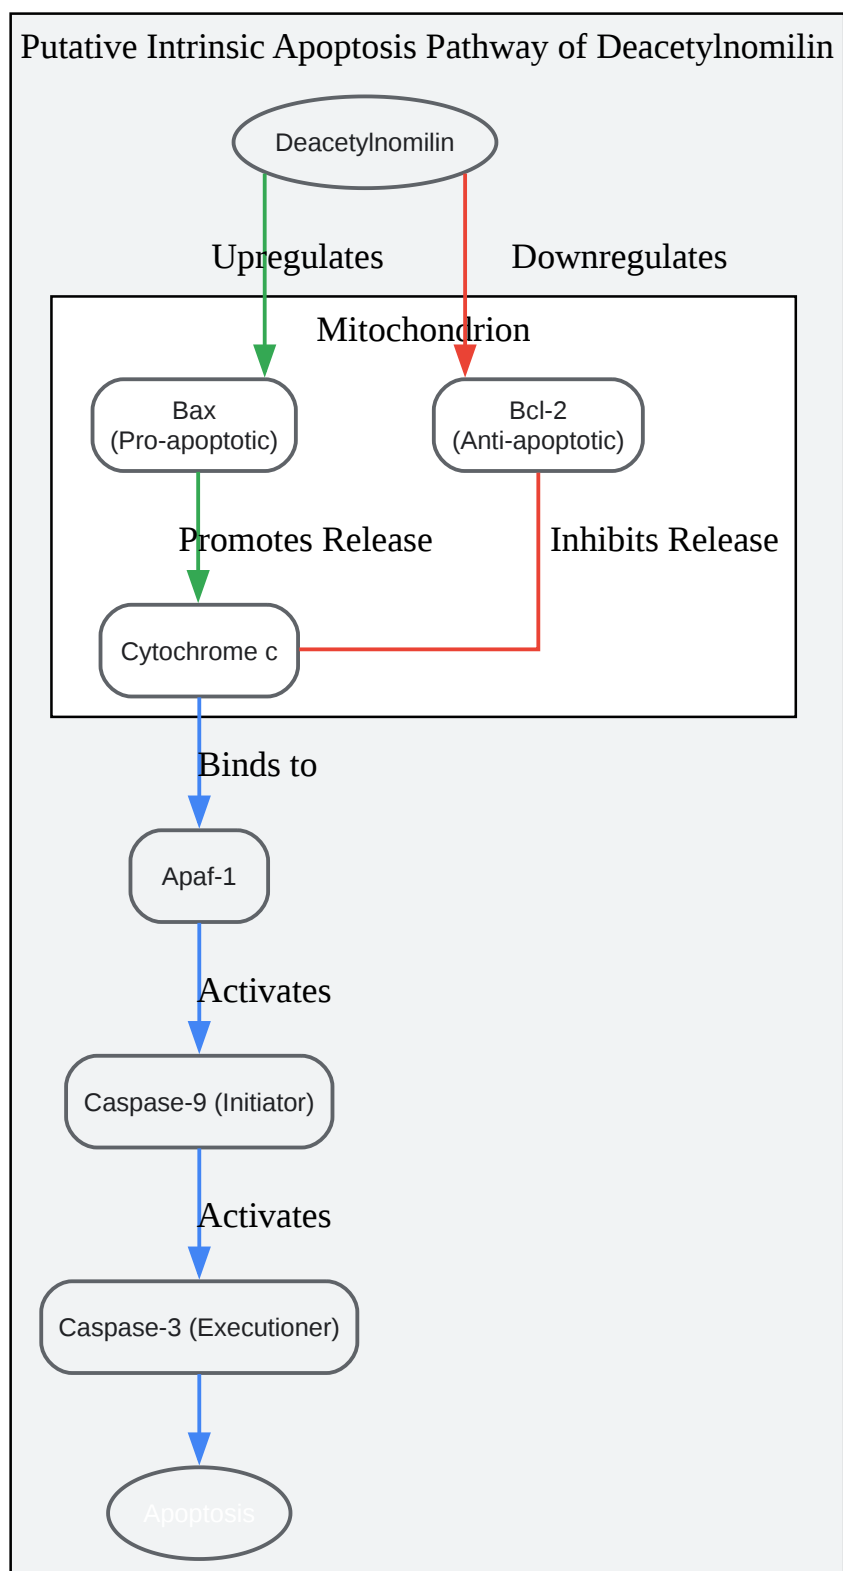 Putative Intrinsic Apoptosis Pathway of Deacetylnomilin
Deacetylnomilin
Upregulates
Downregulates
Mitochondrion
Bax
(Pro-apoptotic)
Bcl-2
(Anti-apoptotic)
Promotes Release
Inhibits Release
Cytochrome c
Binds to
Apaf-1
Activates
Caspase-9 (Initiator)
Activates
Caspase-3 (Executioner)
Apoptosis